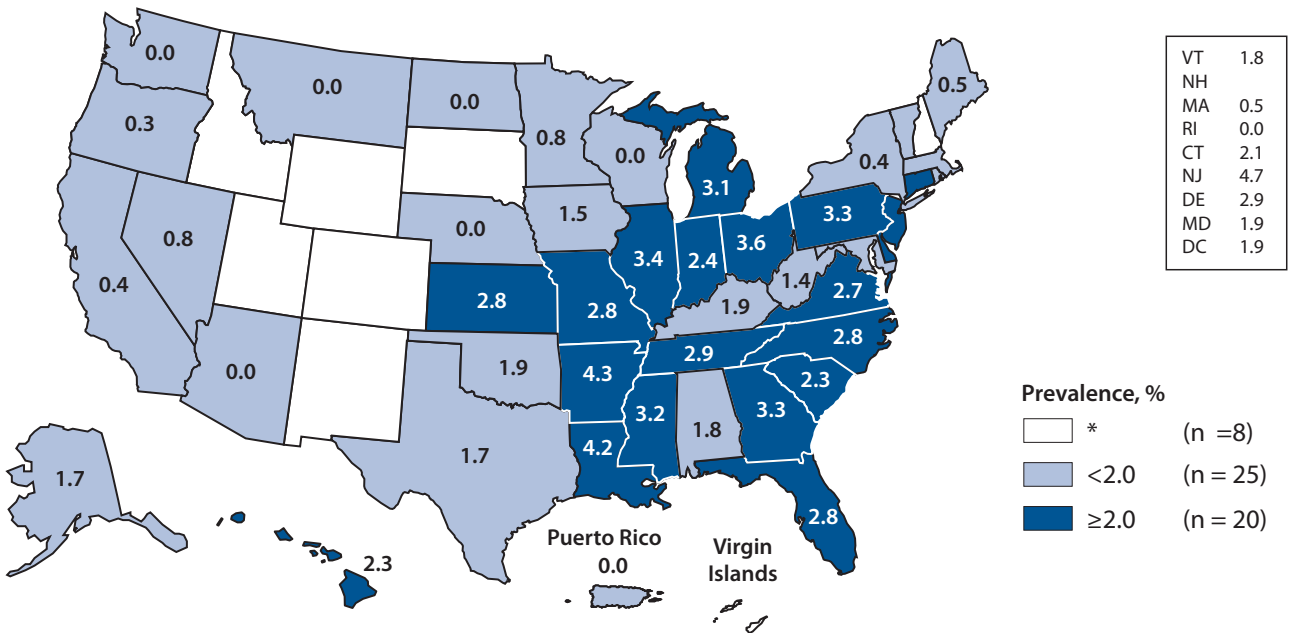 0.0
0.0
0.0
0.5
0.3
0.8
0.0
0.4
3.1
1.5
3.3
0.8
0.0
3.6
3.4
2.4
0.4
1.4
2.7
2.8
2.8
1.9
2.8
2.9
0.0
1.9
4.3
2.3
3.2
3.3
1.8
4.2
1.7
1.7
2.8
2.3
Puerto Rico
0.0
Virgin
Islands
VT 1.8
NH
MA 0.5
RI 0.0
CT 2.1
NJ 4.7
DE 2.9
MD 1.9
DC 1.9
Prevalence, %
* (n =8)
<2.0 (n = 25)
≥2.0 (n = 20)